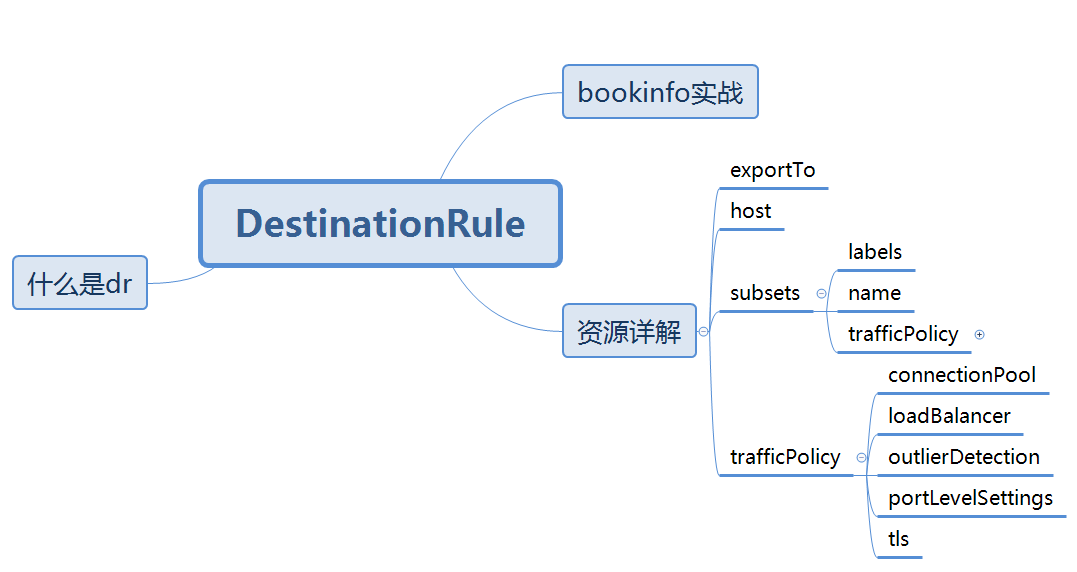 bookinfo实战
DestinationRule
什么是dr
资源详解
exportTo
host
subsets
labels
name
trafficPolicy
trafficPolicy
connectionPool
loadBalancer
outlierDetection
portLevelSettings
tls